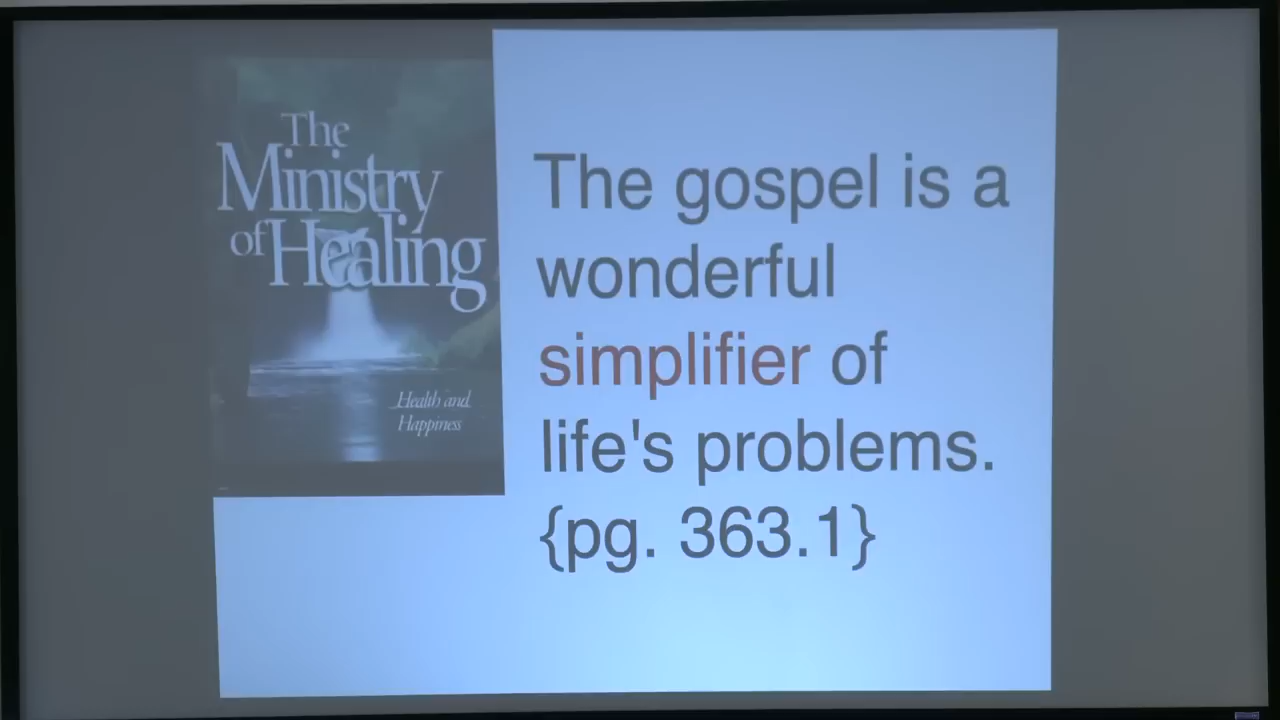 The
Ministry
of Healing
Health and
Happiness
The gospel is a
wonderful
simplifier of
life's problems.
{pg. 363.1}